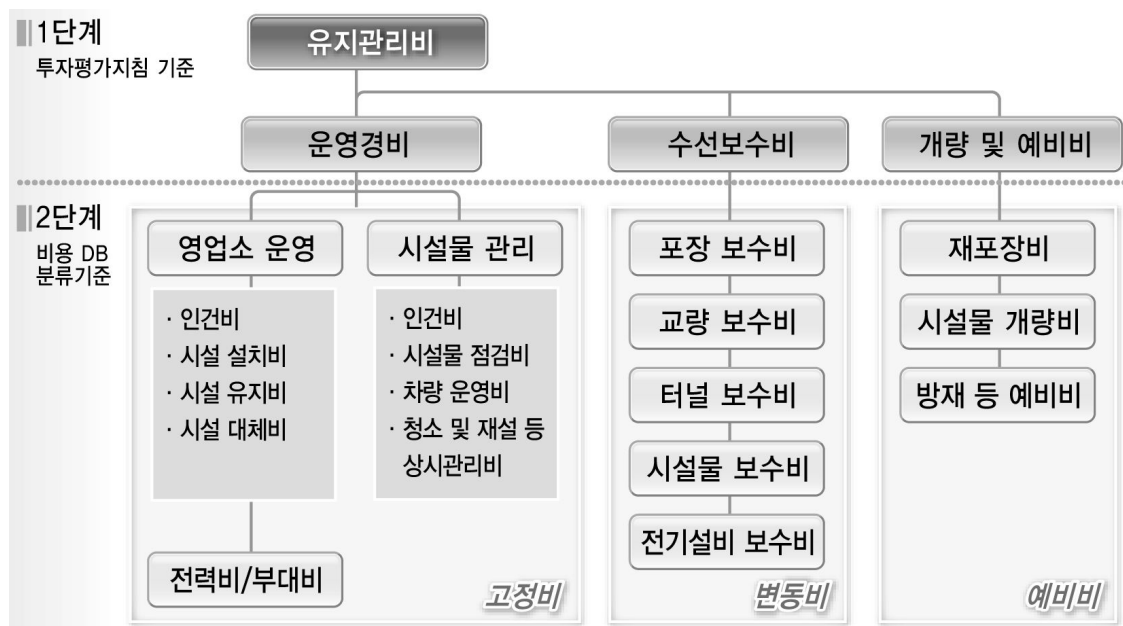 1단계
투자평가지침 기준
유지관리비
운영경비
수선보수비
개량 및 예비비
2단계
비용 DB
분류기준
영업소 운영
· 인건비
· 시설 설치비
· 시설 유지비
· 시설 대체비
전력비/부대비
시설물 관리
· 인건비
· 시설물 점검비
· 차량 운영비
· 청소 및 재설 등
상시관리비
고정비
포장 보수비
교량 보수비
터널 보수비
시설물 보수비
전기설비 보수비
변동비
재포장비
시설물 개량비
방재 등 예비비
예비비